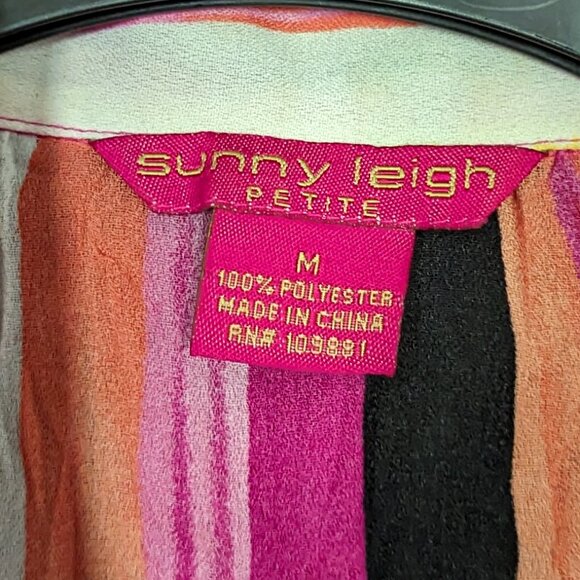 sunny leigh
PETITE
M
100% POLYESTER
MADE IN CHINA
RN# 109881